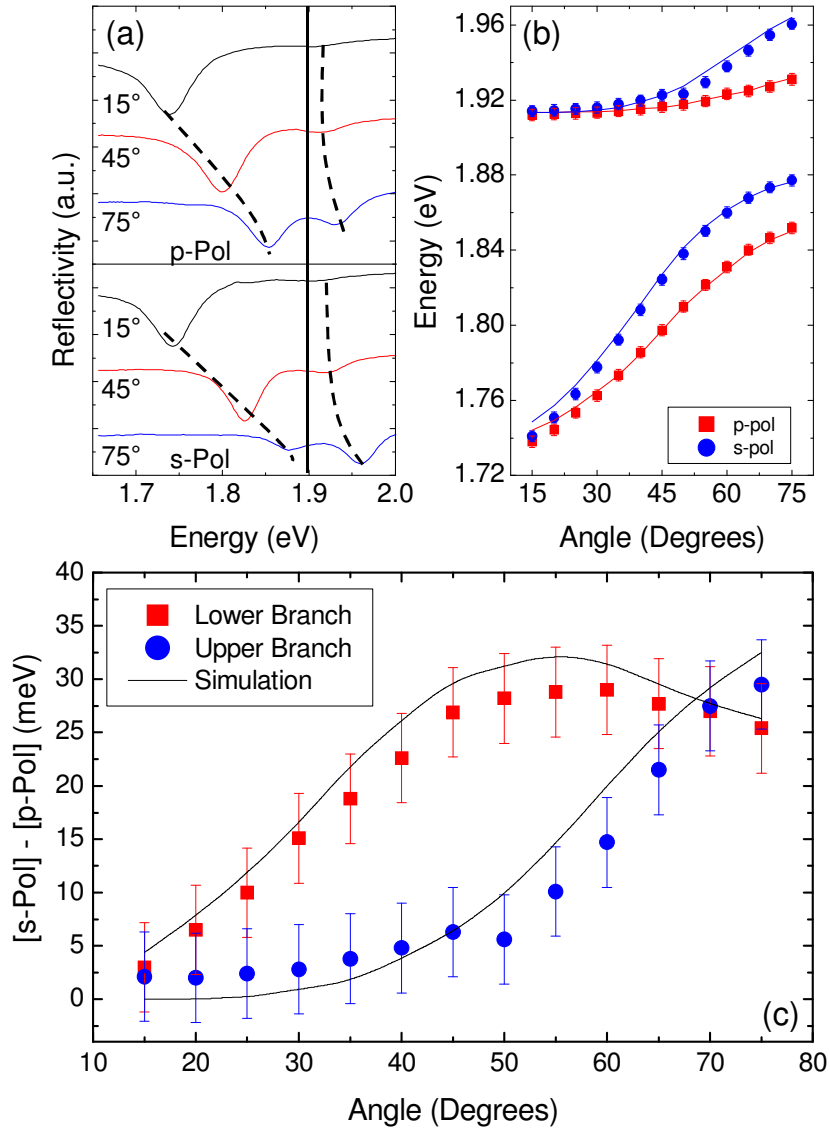 (a)
15°
45°
75°
p-Pol
15°
45°
75°
s-Pol
Reflectivity (a.u.)
1.7 1.8 1.9 2.0
Energy (eV)
(b)
1.96
1.92
1.88
1.84
1.80
1.76
1.72
Energy (eV)
p-pol
s-pol
15 30 45 60 75
Angle (Degrees)
40
35
30
25
20
15
10
5
0
[s-Pol] - [p-Pol] (meV)
Lower Branch
Upper Branch
Simulation
(c)
10 20 30 40 50 60 70 80
Angle (Degrees)